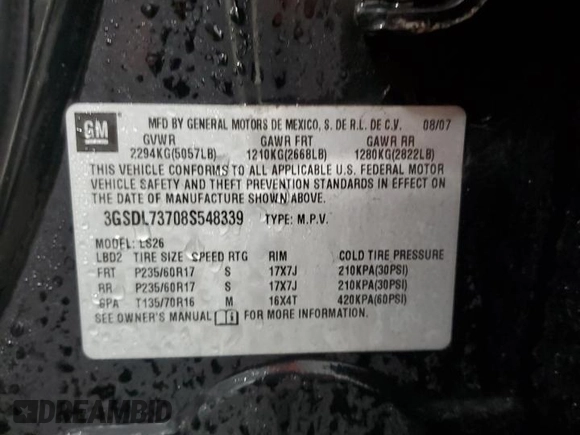 GM
MFD BY GENERAL MOTORS DE MEXICO, S. DE R.L. DE C.V. 08/07
GVWR GAWR FRT GAWR RR
2294KG(5057LB) 1210KG(2668LB) 1280KG(2822LB)
THIS VEHICLE CONFORMS TO ALL APPLICABLE U.S. FEDERAL MOTOR
VEHICLE SAFETY AND THEFT PREVENTION STANDARDS IN EFFECT ON
THE DATE OF MANUFACTURE SHOWN ABOVE.
3GSDL73708S548339 TYPE: M.P.V.
MODEL: LS26
LBD2 TIRE SIZE SPEED RTG RIM COLD TIRE PRESSURE
FRT P235/60R17 S 17X7J 210KPA(30PSI)
RR P235/60R17 S 17X7J 210KPA(30PSI)
SPA T135/70R16 M 16X4T 420KPA(60PSI)
SEE OWNER'S MANUAL i FOR MORE INFORMATION.
DREAMBID